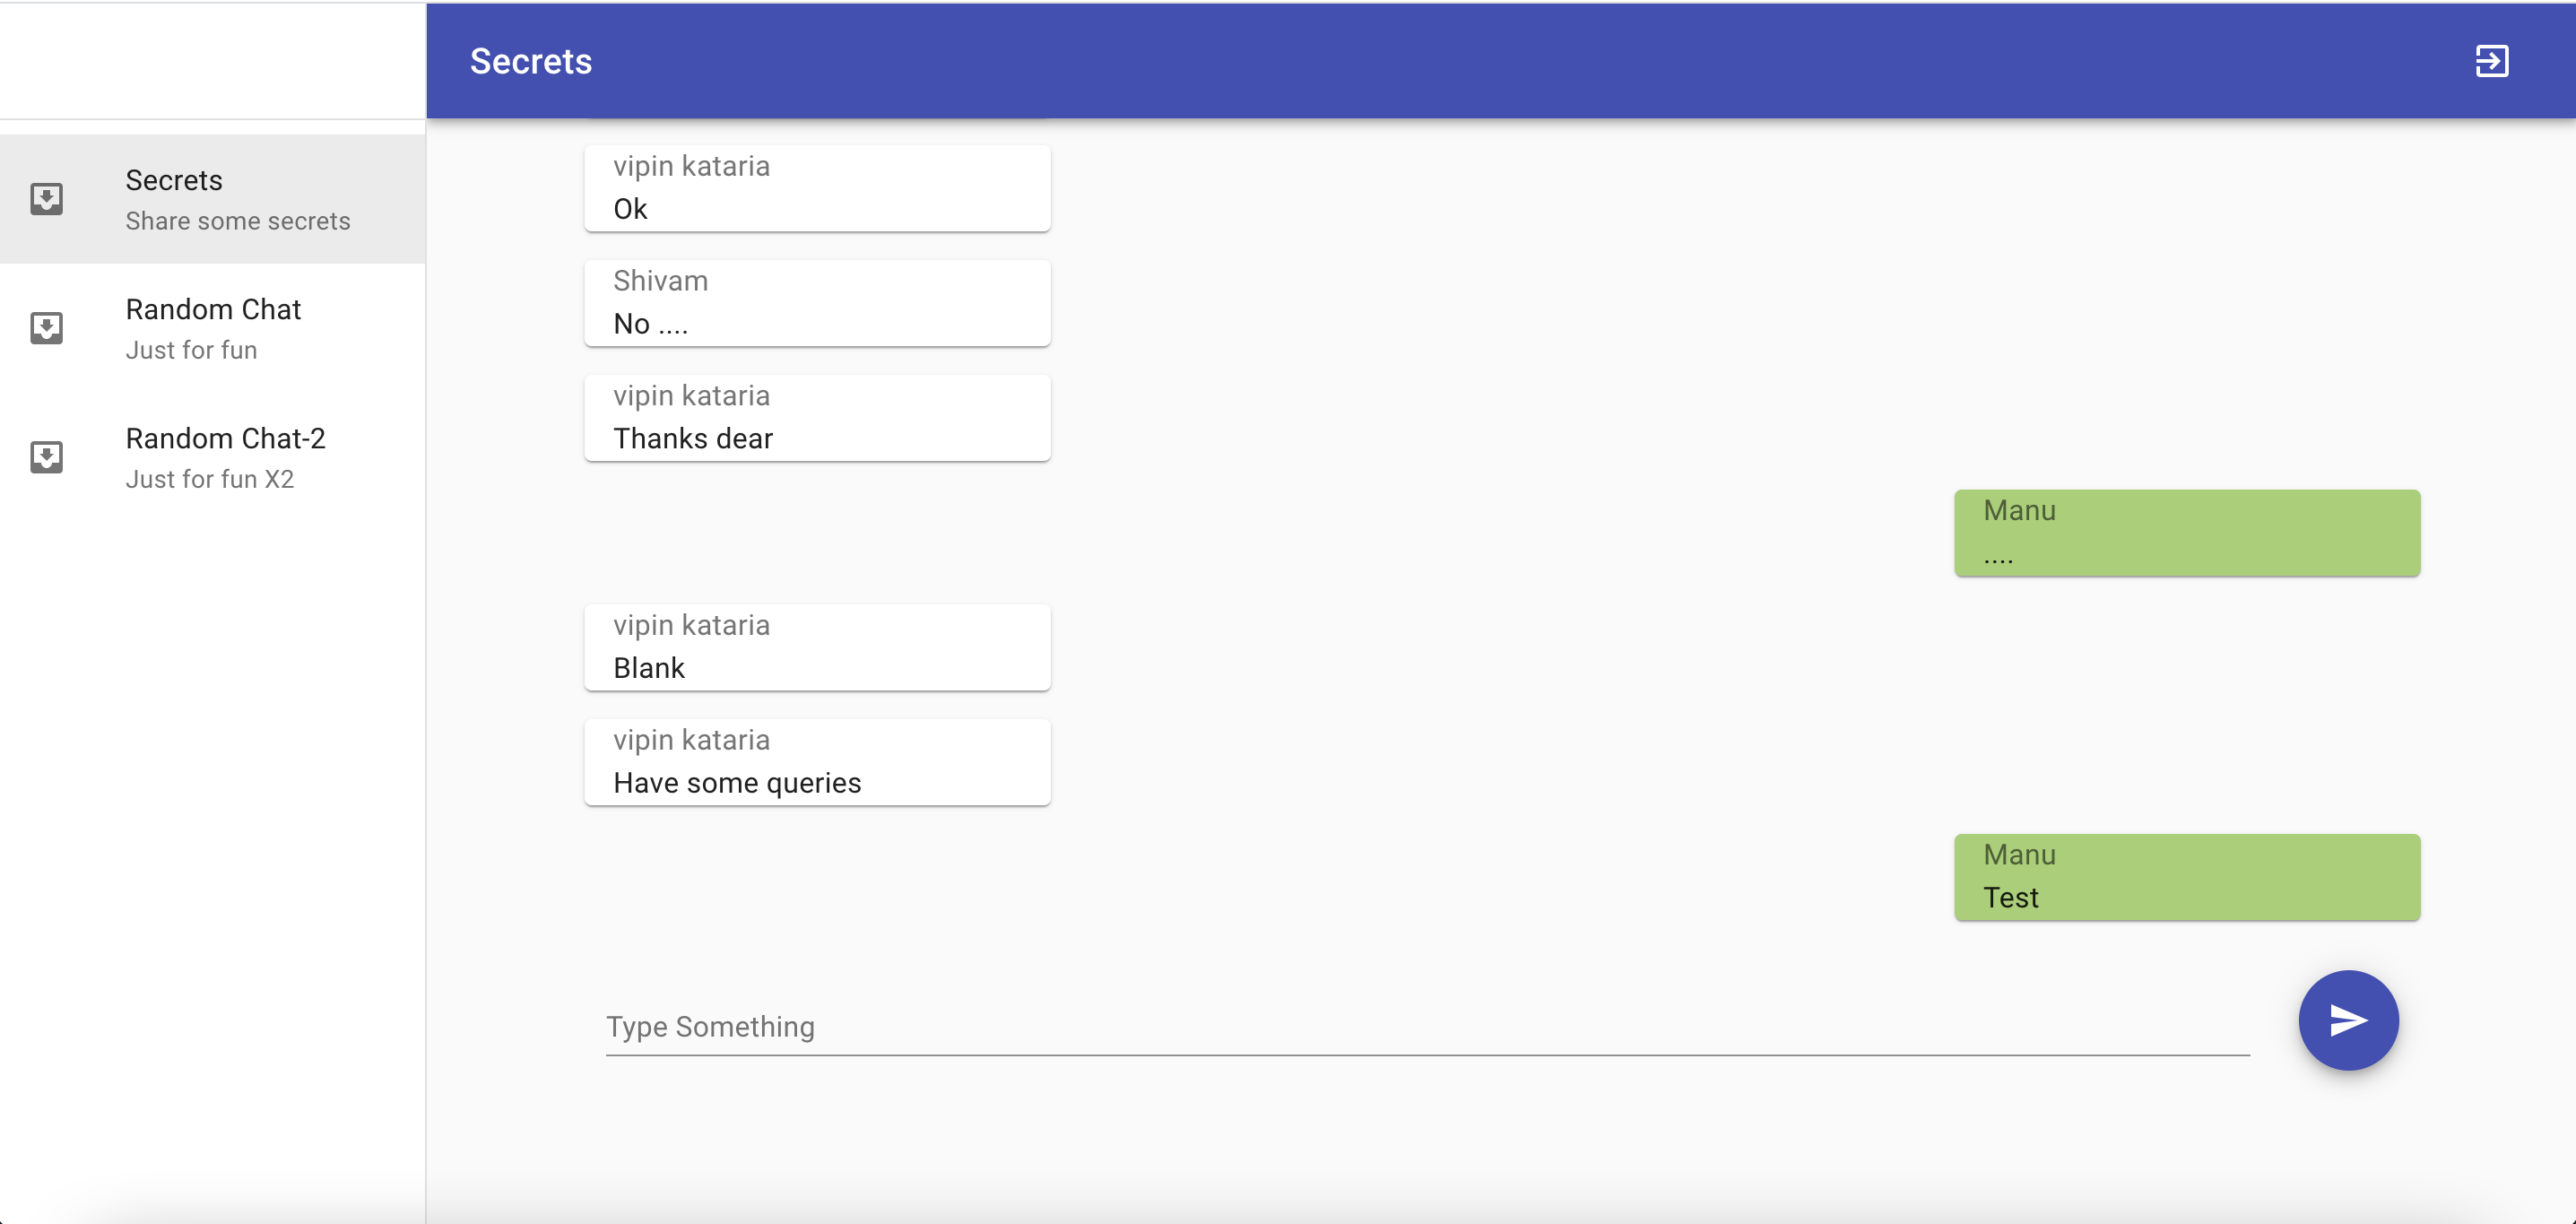 Secrets
Secrets
Share some secrets
Random Chat
Just for fun
Random Chat-2
Just for fun X2
vipin kataria
Ok
Shivam
No ....
vipin kataria
Thanks dear
Manu
....
vipin kataria
Blank
vipin kataria
Have some queries
Manu
Test
Type Something